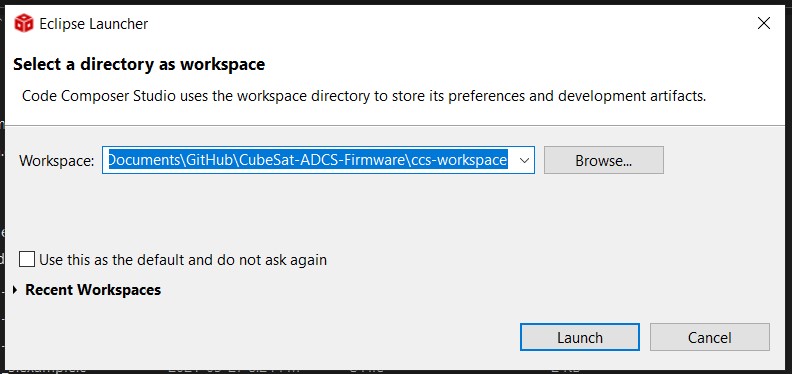 Eclipse Launcher
Select a directory as workspace
Code Composer Studio uses the workspace directory to store its preferences and development artifacts.
Workspace: Documents\GitHub\CubeSat-ADCS-Firmware\ccs-workspace Browse...
Use this as the default and do not ask again
Recent Workspaces
Launch Cancel